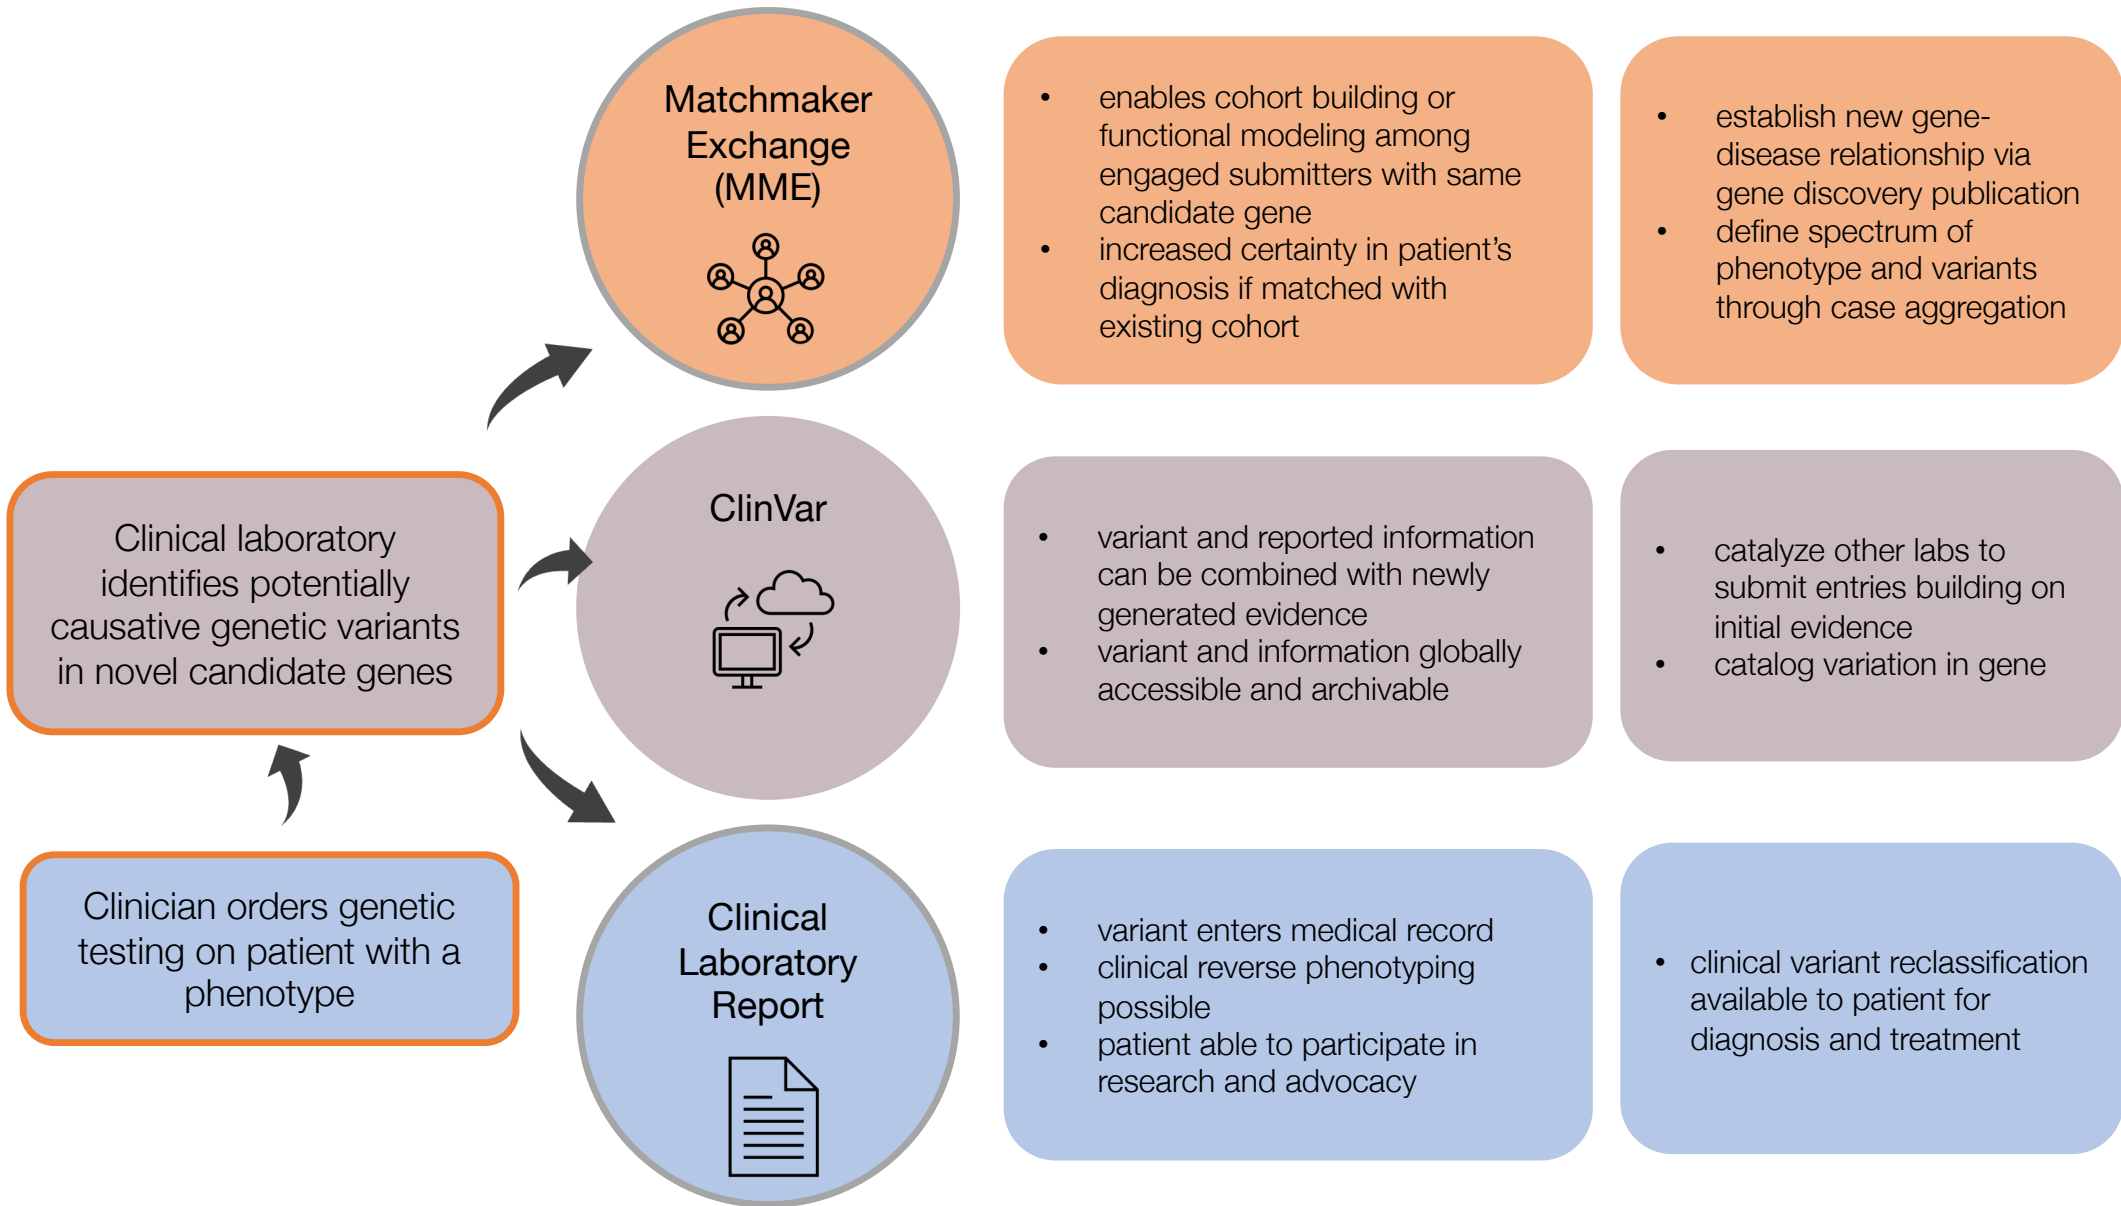 Matchmaker
Exchange
(MME)
• enables cohort building or
functional modeling among
engaged submitters with same
candidate gene
• increased certainty in patient’s
diagnosis if matched with
existing cohort
• establish new gene-
disease relationship via
gene discovery publication
• define spectrum of
phenotype and variants
through case aggregation
Clinical laboratory
identifies potentially
causative genetic variants
in novel candidate genes
ClinVar
• variant and reported information
can be combined with newly
generated evidence
• variant and information globally
accessible and archivable
• catalyze other labs to
submit entries building on
initial evidence
• catalog variation in gene
Clinician orders genetic
testing on patient with a
phenotype
Clinical
Laboratory
Report
• variant enters medical record
• clinical reverse phenotyping
possible
• patient able to participate in
research and advocacy
• clinical variant reclassification
available to patient for
diagnosis and treatment